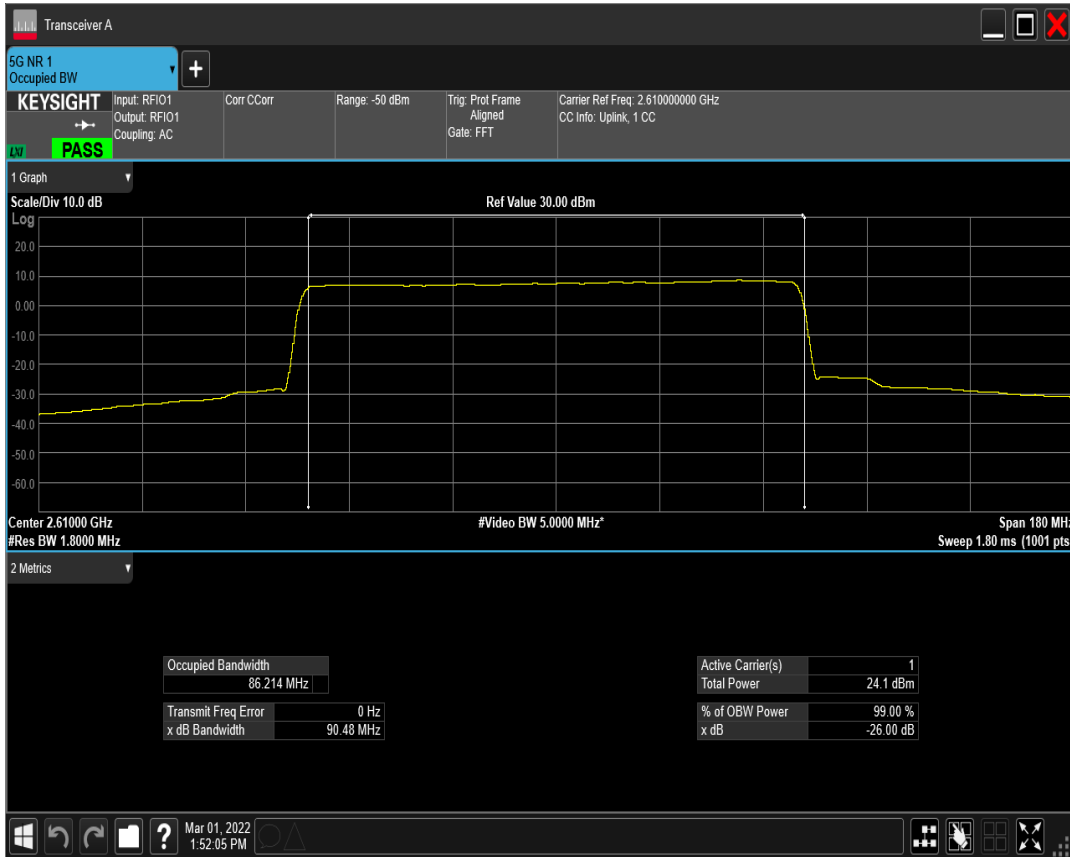 Transceiver A
5G NR 1
Occupied BW
+
KEYSIGHT
LXI
PASS
Input: RFIO1
Output: RFIO1
Coupling: AC
Corr CCorr
Range: -50 dBm
Trig: Prot Frame
Aligned
Gate: FFT
Carrier Ref Freq: 2.610000000 GHz
CC Info: Uplink, 1 CC
1 Graph
Scale/Div 10.0 dB
Ref Value 30.00 dBm
Log
20.0
10.0
0.00
-10.0
-20.0
-30.0
-40.0
-50.0
-60.0
Center 2.61000 GHz
#Video BW 5.0000 MHz*
Span 180 MHz
#Res BW 1.8000 MHz
Sweep 1.80 ms (1001 pts
2 Metrics
Occupied Bandwidth
86.214 MHz
Transmit Freq Error 0 Hz
x dB Bandwidth 90.48 MHz
Active Carrier(s) 1
Total Power 24.1 dBm
% of OBW Power 99.00 %
x dB -26.00 dB
?
Mar 01, 2022
1:52:05 PM